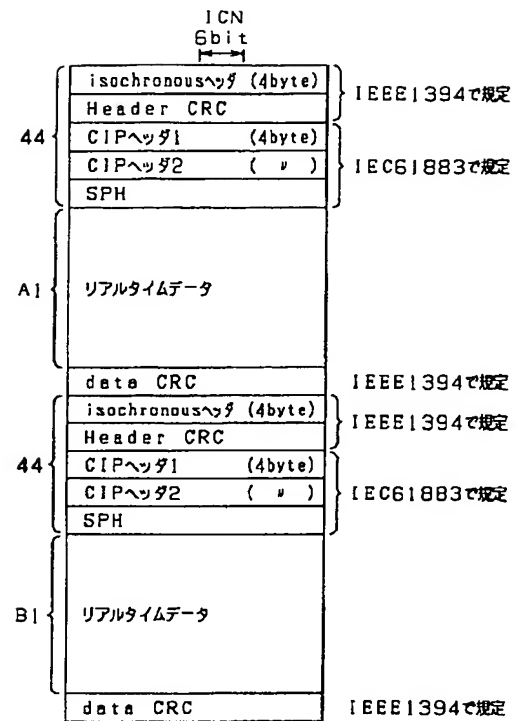 ICN
6bit
isochronousヘッダ (4byte)
Header CRC
IEEE1394で規定
44
CIPヘッダ1 (4byte)
CIPヘッダ2 ( 〃 )
SPH
IEC61883で規定
A1
リアルタイムデータ
data CRC
IEEE1394で規定
isochronousヘッダ (4byte)
Header CRC
IEEE1394で規定
44
CIPヘッダ1 (4byte)
CIPヘッダ2 ( 〃 )
SPH
IEC61883で規定
B1
リアルタイムデータ
data CRC
IEEE1394で規定